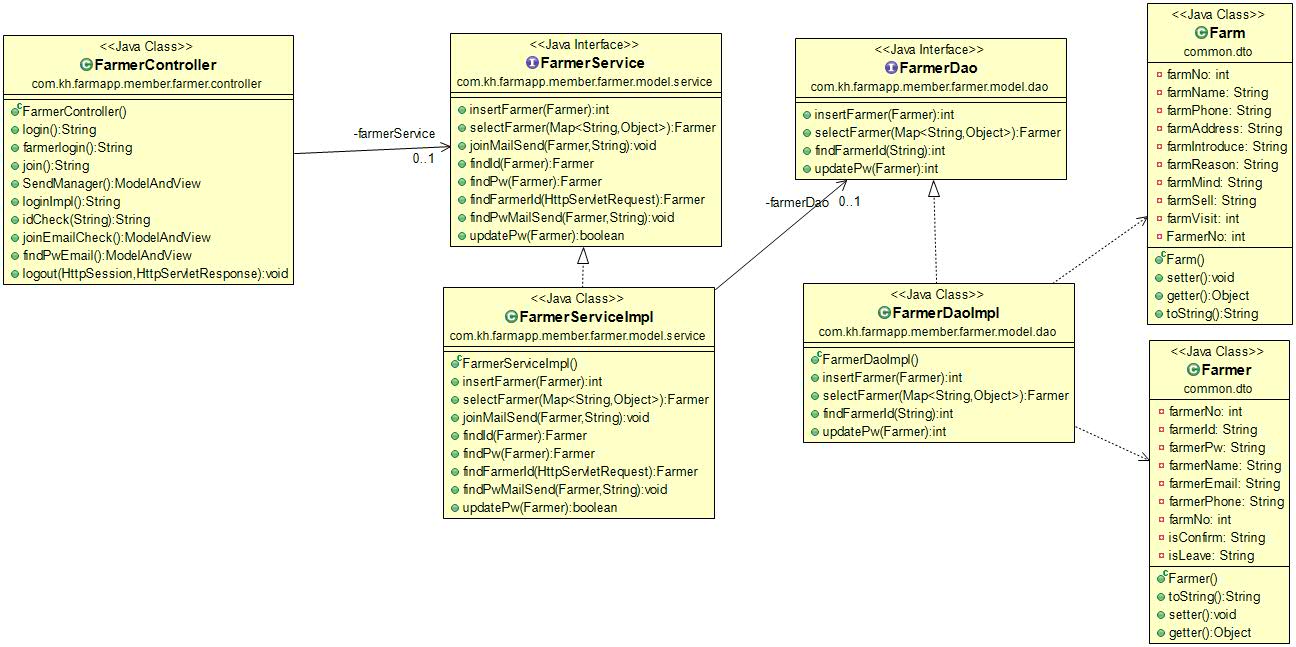 <<Java Class>>
FarmerController
com.kh.farmapp.member.farmer.controller
FarmerController()
login():String
farmerlogin():String
join():String
SendManager():ModelAndView
loginImpl():String
idCheck(String):String
joinEmailCheck():ModelAndView
findPwEmail():ModelAndView
logout(HttpSession,HttpServletResponse):void
-farmerService
0..1
<<Java Interface>>
FarmerService
com.kh.farmapp.member.farmer.model.service
insertFarmer(Farmer):int
selectFarmer(Map<String,Object>):Farmer
joinMailSend(Farmer,String):void
findId(Farmer):Farmer
findPw(Farmer):Farmer
findFarmerId(HttpServletRequest):Farmer
findPwMailSend(Farmer,String):void
updatePw(Farmer):boolean
<<Java Class>>
FarmerServiceImpl
com.kh.farmapp.member.farmer.model.service
FarmerServiceImpl()
insertFarmer(Farmer):int
selectFarmer(Map<String,Object>):Farmer
joinMailSend(Farmer,String):void
findId(Farmer):Farmer
findPw(Farmer):Farmer
findFarmerId(HttpServletRequest):Farmer
findPwMailSend(Farmer,String):void
updatePw(Farmer):boolean
-farmerDao
0..1
<<Java Interface>>
FarmerDao
com.kh.farmapp.member.farmer.model.dao
insertFarmer(Farmer):int
selectFarmer(Map<String,Object>):Farmer
findFarmerId(String):int
updatePw(Farmer):int
<<Java Class>>
FarmerDaoImpl
com.kh.farmapp.member.farmer.model.dao
FarmerDaoImpl()
insertFarmer(Farmer):int
selectFarmer(Map<String,Object>):Farmer
findFarmerId(String):int
updatePw(Farmer):int
<<Java Class>>
Farm
common.dto
farmNo: int
farmName: String
farmPhone: String
farmAddress: String
farmIntroduce: String
farmReason: String
farmMind: String
farmSell: String
farmVisit: int
FarmerNo: int
Farm()
setter():void
getter():Object
toString():String
<<Java Class>>
Farmer
common.dto
farmerNo: int
farmerId: String
farmerPw: String
farmerName: String
farmerEmail: String
farmerPhone: String
farmNo: int
isConfirm: String
isLeave: String
Farmer()
toString():String
setter():void
getter():Object